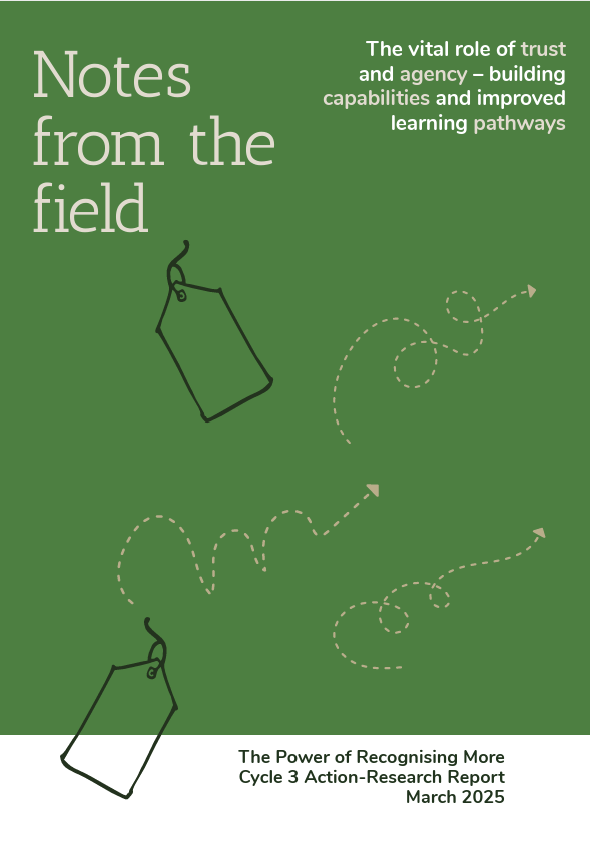 Notes
from the
field
The vital role of trust
and agency – building
capabilities and improved
learning pathways
The Power of Recognising More
Cycle 3 Action-Research Report
March 2025